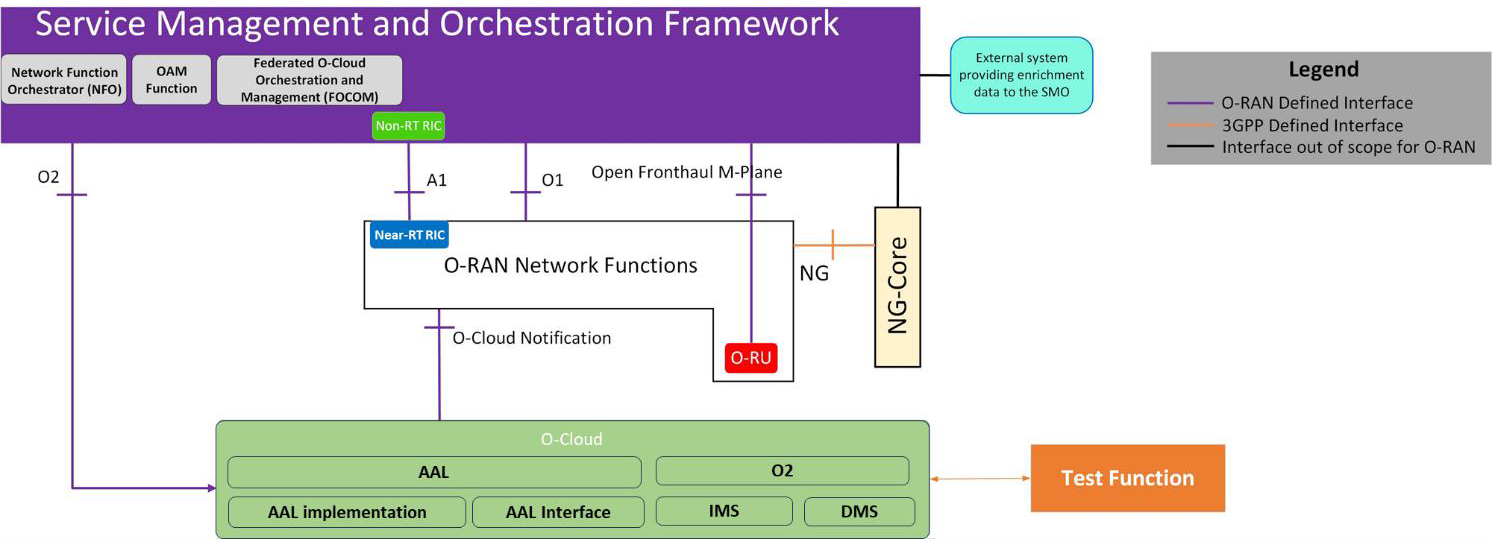 Service Management and Orchestration Framework
Network Function
Orchestrator (NFO)
OAM
Function
Federated O-Cloud
Orchestration and
Management (FOCOM)
Non-RT RIC
External system
providing enrichment
data to the SMO
Legend
O-RAN Defined Interface
3GPP Defined Interface
Interface out of scope for O-RAN
O2
A1
O1
Open Fronthaul M-Plane
Near-RT RIC
O-RAN Network Functions
NG
NG-Core
O-Cloud Notification
O-RU
O-Cloud
AAL
O2
AAL implementation
AAL Interface
IMS
DMS
Test Function